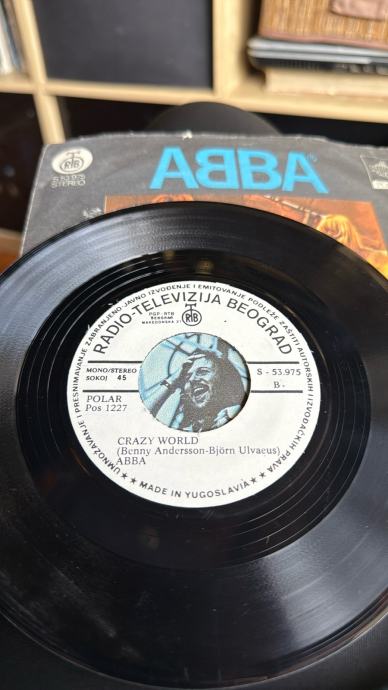 RTB
S 53 975
STEREO
ABBA
UMNOŽAVANJE I PRESNIMAVANJE ZABRANJENO JAVNO IZVOĐENJE I EMITOVANJE PODLEŽE ZAŠTITI AUTORSKIH I IZVOĐAČKIH PRAVA
RADIO-TELEVIZIJA BEOGRAD
PGP-RTB
BEOGRAD
MAKEDONSKA 21
RTB
MONO/STEREO
SOKOJ 45
S - 53.975
B
POLAR
Pos 1227
CRAZY WORLD
(Benny Andersson-Björn Ulvaeus)
ABBA
★ ★ MADE IN YUGOSLAVIA ★ ★